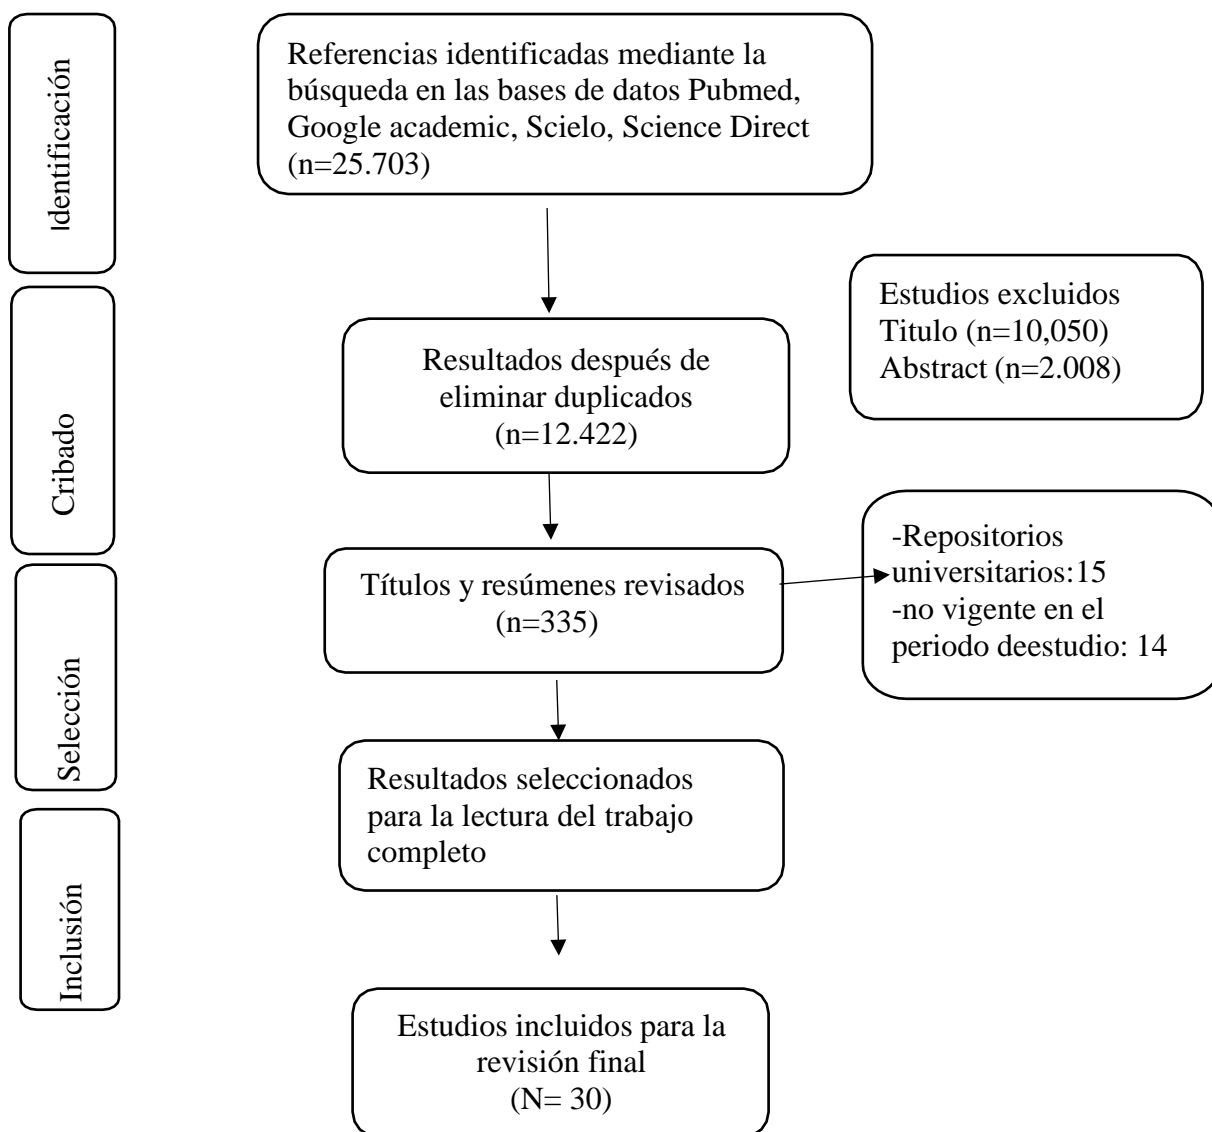 Identificación
Referencias identificadas mediante la
búsqueda en las bases de datos Pubmed,
Google academic, Scielo, Science Direct
(n=25.703)
Estudios excluidos
Titulo (n=10,050)
Abstract (n=2.008)
Cribado
Resultados después de
eliminar duplicados
(n=12.422)
-Repositorios
universitarios:15
-no vigente en el
periodo deestudio: 14
Selección
Títulos y resúmenes revisados
(n=335)
Resultados seleccionados
para la lectura del trabajo
completo
Inclusión
Estudios incluidos para la
revisión final
(N= 30)